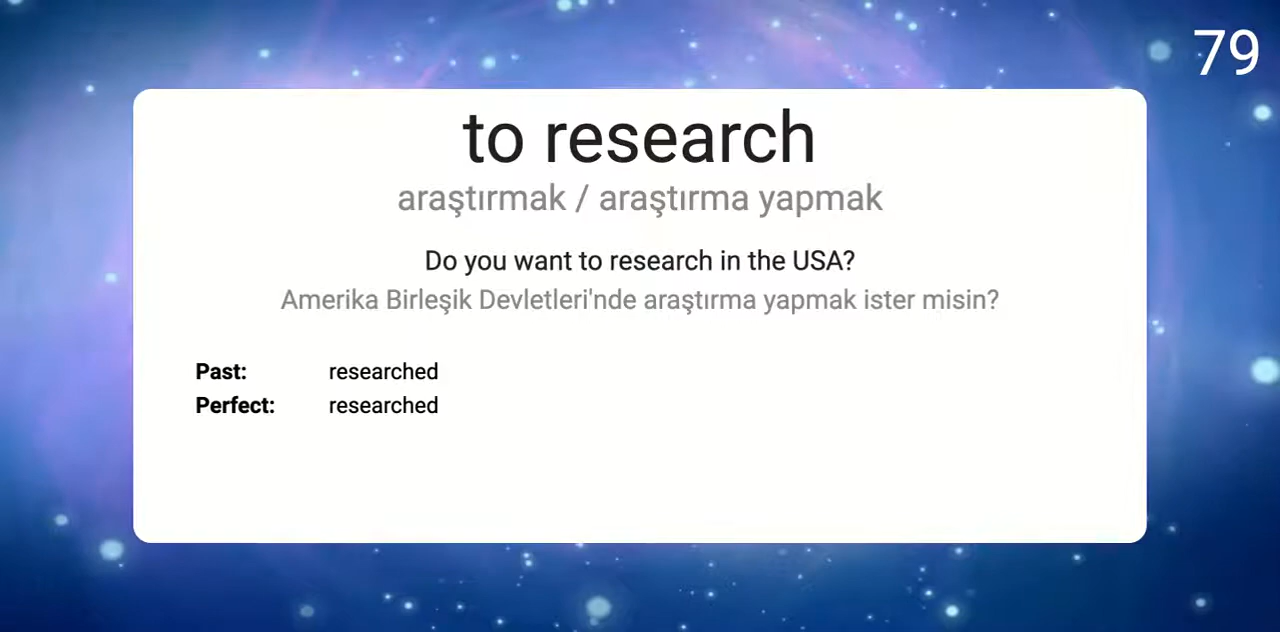 79
to research
araştırmak / araştırma yapmak
Do you want to research in the USA?
Amerika Birleşik Devletleri'nde araştırma yapmak ister misin?
Past: researched
Perfect: researched